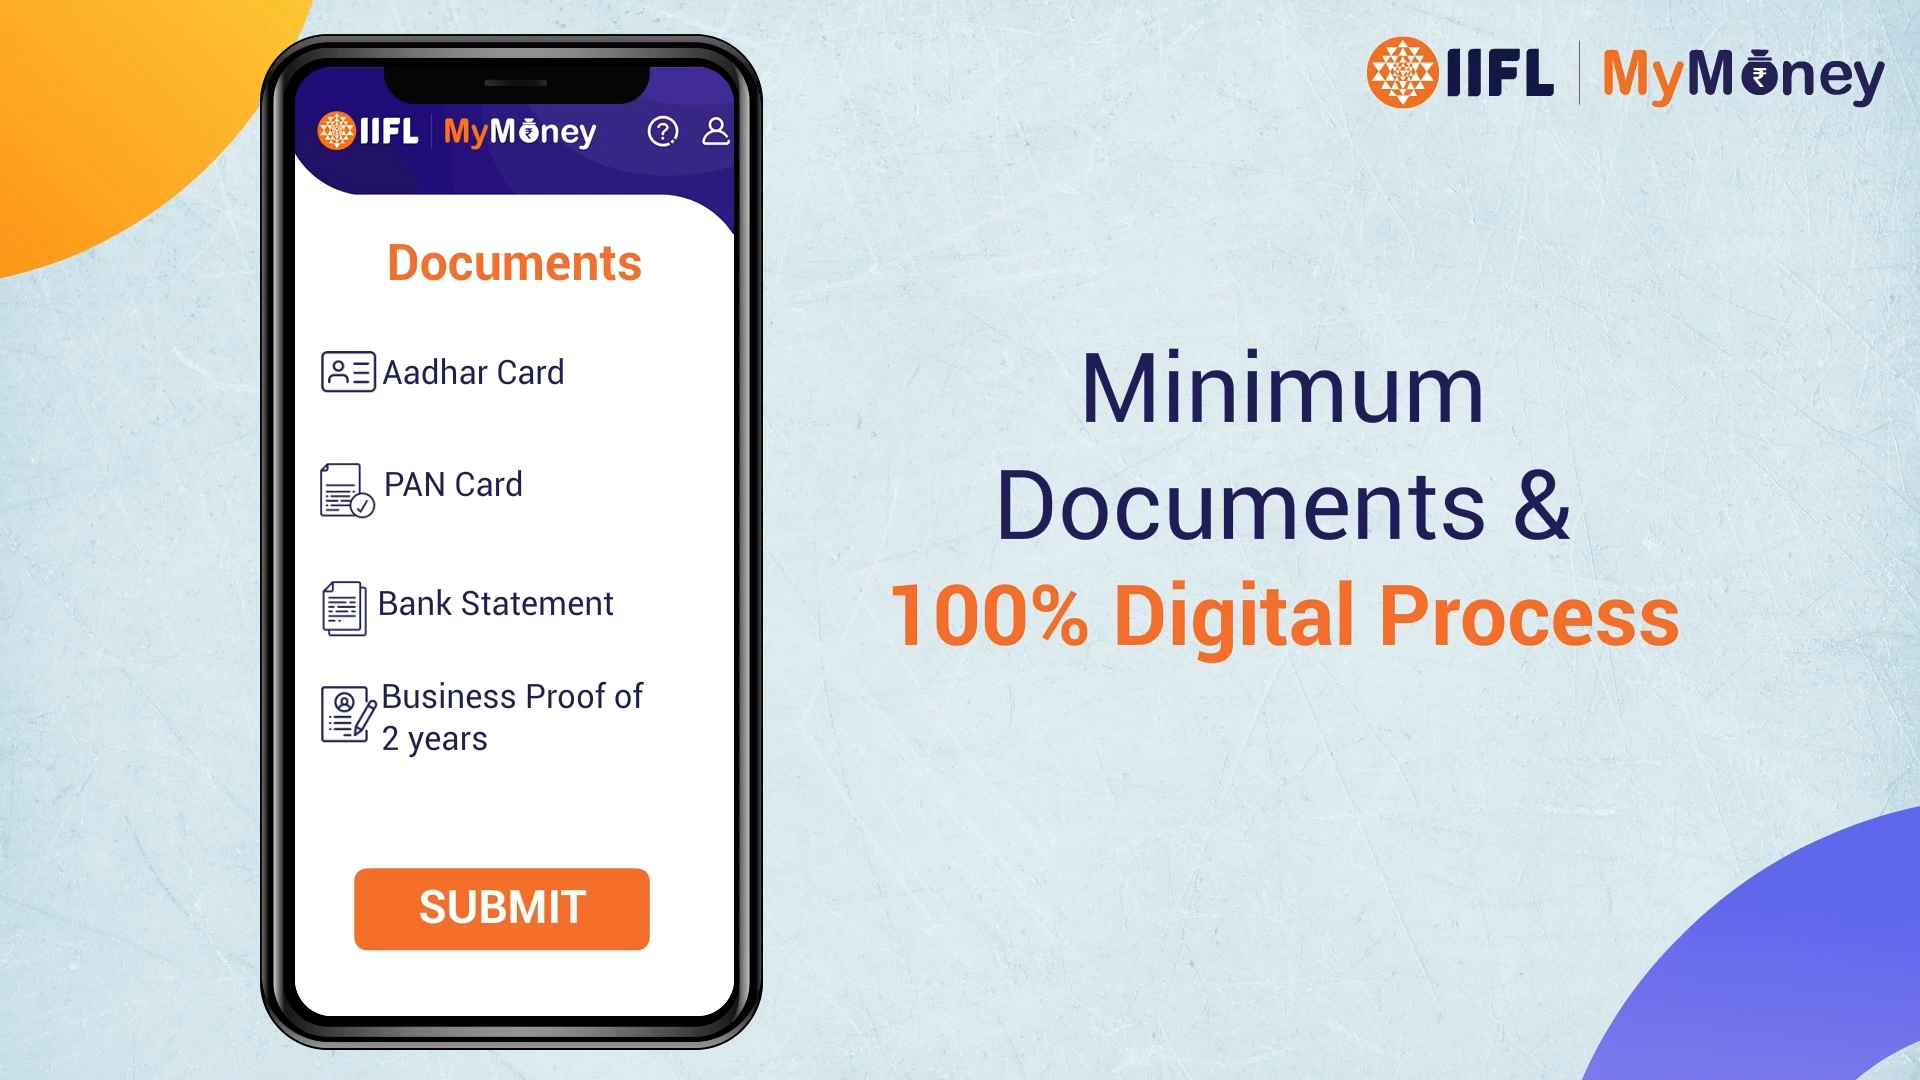 IIFL | MyMoney
Documents
Aadhar Card
PAN Card
Bank Statement
Business Proof of
2 years
SUBMIT
IIFL | MyMoney
Minimum
Documents &
100% Digital Process